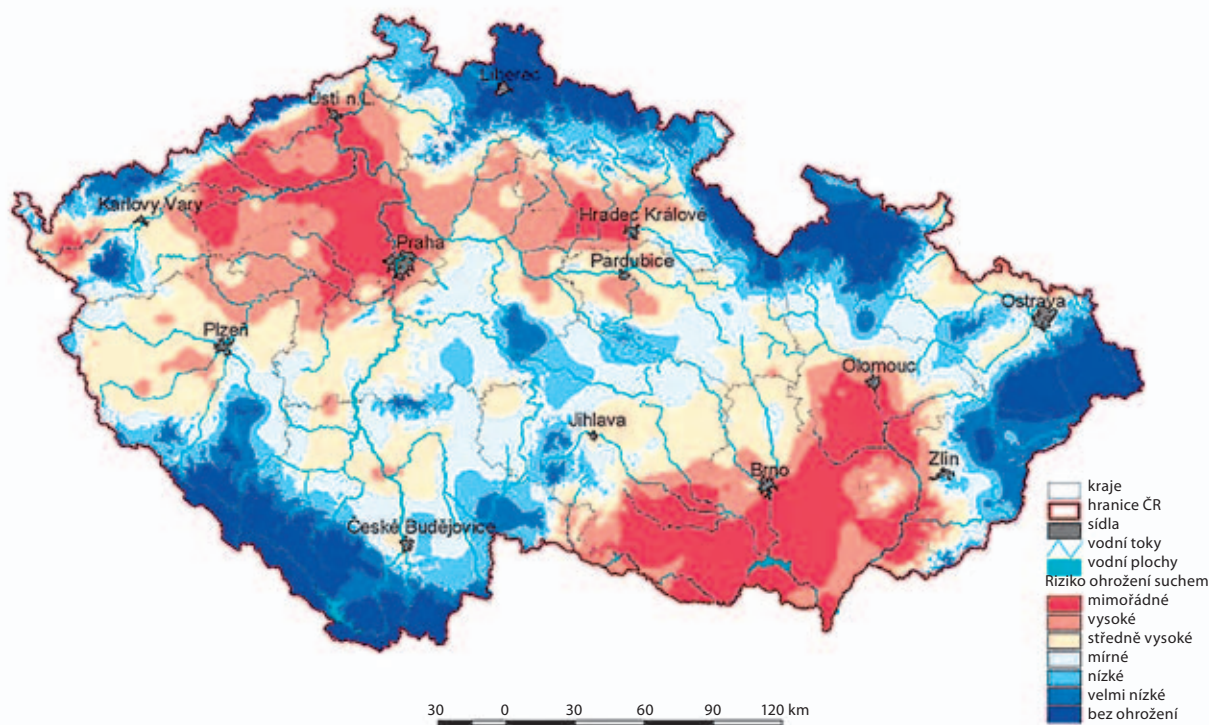 Liberec
Ústí n.L.
Karlovy Vary
Hradec Králové
Praha
Pardubice
Ostrava
Plzeň
Olomouc
Jihlava
Brno
Zlín
České Budějovice
kraje
hranice ČR
sídla
vodní toky
vodní plochy
Riziko ohrožení suchem
mimořádné
vysoké
středně vysoké
mírné
nízké
velmi nízké
bez ohrožení
30 0 30 60 90 120 km